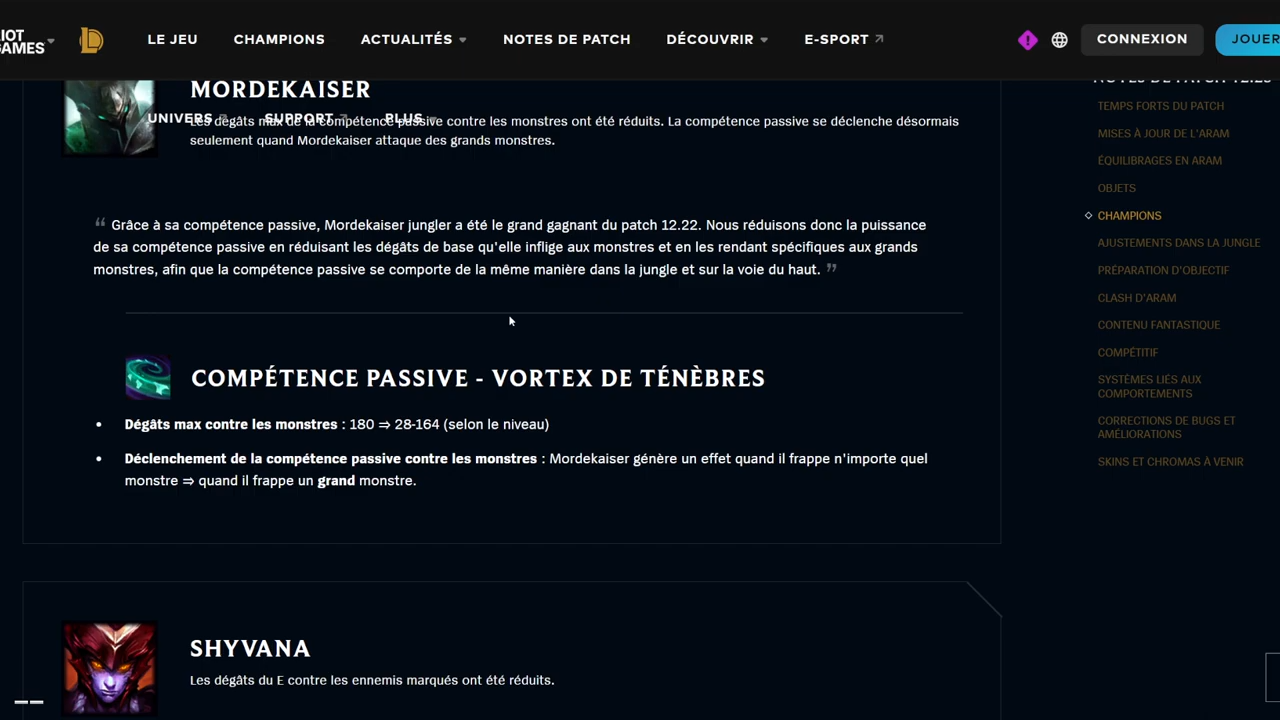 IOT
GAMES
LE JEU
CHAMPIONS
ACTUALITÉS
NOTES DE PATCH
DÉCOUVRIR
E-SPORT
CONNEXION
JOUER
UNIVERS
SUPPORT
PLUS
MORDEKAISER
Les dégâts max de la compétence passive contre les monstres ont été réduits. La compétence passive se déclenche désormais
seulement quand Mordekaiser attaque des grands monstres.
“ Grâce à sa compétence passive, Mordekaiser jungler a été le grand gagnant du patch 12.22. Nous réduisons donc la puissance
de sa compétence passive en réduisant les dégâts de base qu'elle inflige aux monstres et en les rendant spécifiques aux grands
monstres, afin que la compétence passive se comporte de la même manière dans la jungle et sur la voie du haut. ”
COMPÉTENCE PASSIVE - VORTEX DE TÉNÈBRES
• Dégâts max contre les monstres : 180 ⇒ 28-164 (selon le niveau)
• Déclenchement de la compétence passive contre les monstres : Mordekaiser génère un effet quand il frappe n'importe quel
monstre ⇒ quand il frappe un grand monstre.
SHYVANA
Les dégâts du E contre les ennemis marqués ont été réduits.
NOTES DE PATCH 12.23
TEMPS FORTS DU PATCH
MISES À JOUR DE L'ARAM
ÉQUILIBRAGES EN ARAM
OBJETS
CHAMPIONS
AJUSTEMENTS DANS LA JUNGLE
PRÉPARATION D'OBJECTIF
CLASH D'ARAM
CONTENU FANTASTIQUE
COMPÉTITIF
SYSTÈMES LIÉS AUX
COMPORTEMENTS
CORRECTIONS DE BUGS ET
AMÉLIORATIONS
SKINS ET CHROMAS À VENIR